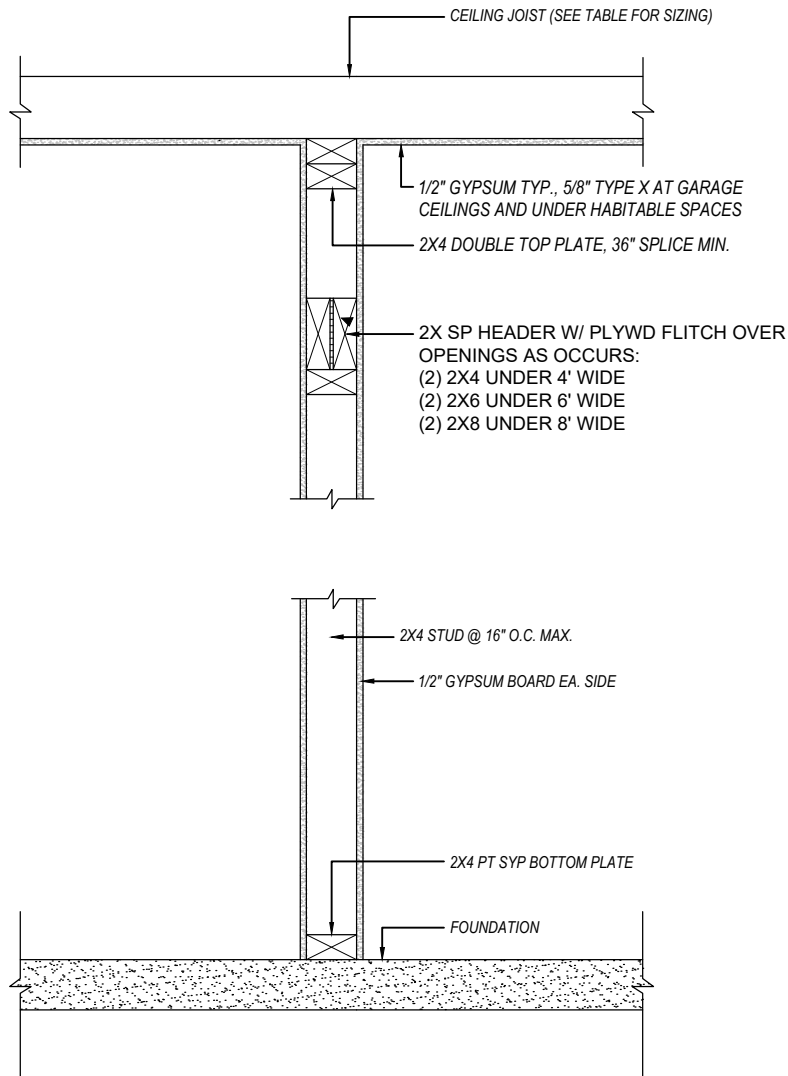 CEILING JOIST (SEE TABLE FOR SIZING)
1/2" GYPSUM TYP., 5/8" TYPE X AT GARAGE
CEILINGS AND UNDER HABITABLE SPACES
2X4 DOUBLE TOP PLATE, 36" SPLICE MIN.
2X SP HEADER W/ PLYWD FLITCH OVER
OPENINGS AS OCCURS:
(2) 2X4 UNDER 4' WIDE
(2) 2X6 UNDER 6' WIDE
(2) 2X8 UNDER 8' WIDE
2X4 STUD @ 16" O.C. MAX.
1/2" GYPSUM BOARD EA. SIDE
2X4 PT SYP BOTTOM PLATE
FOUNDATION